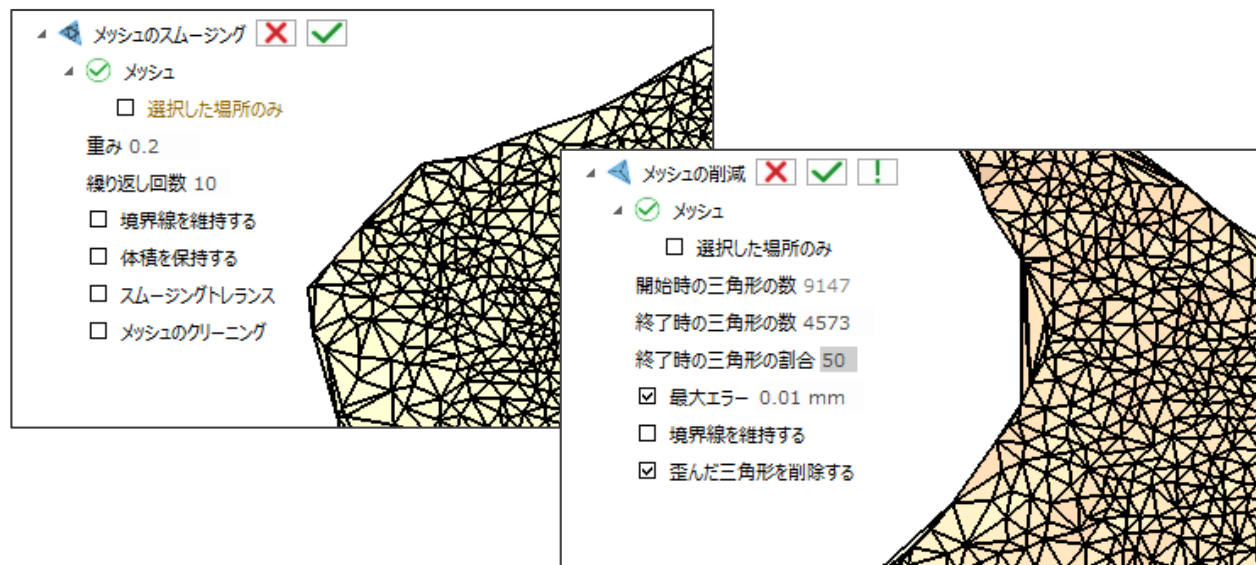 メッシュのスムージング
メッシュ
選択した場所のみ
重み 0.2
繰り返し回数 10
境界線を維持する
体積を保持する
スムージングトレランス
メッシュのクリーニング
メッシュの削減
メッシュ
選択した場所のみ
開始時の三角形の数 9147
終了時の三角形の数 4573
終了時の三角形の割合 50
最大エラー 0.01 mm
境界線を維持する
歪んだ三角形を削除する